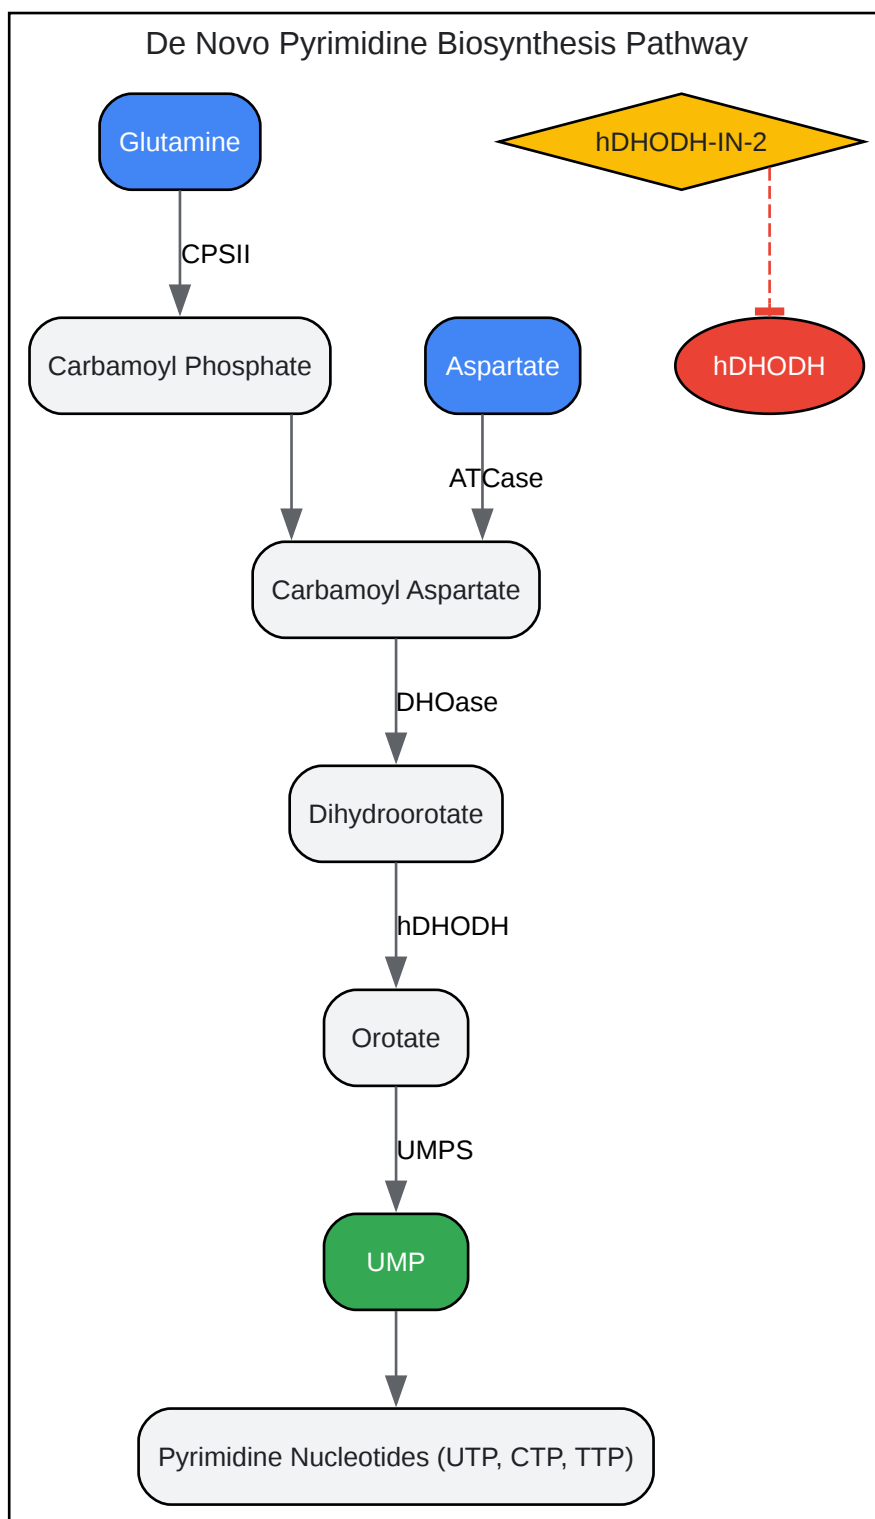 De Novo Pyrimidine Biosynthesis Pathway
Glutamine
hDHODH-IN-2
CPSII
Carbamoyl Phosphate
Aspartate
hDHODH
ATCase
Carbamoyl Aspartate
DHOase
Dihydroorotate
hDHODH
Orotate
UMPS
UMP
Pyrimidine Nucleotides (UTP, CTP, TTP)